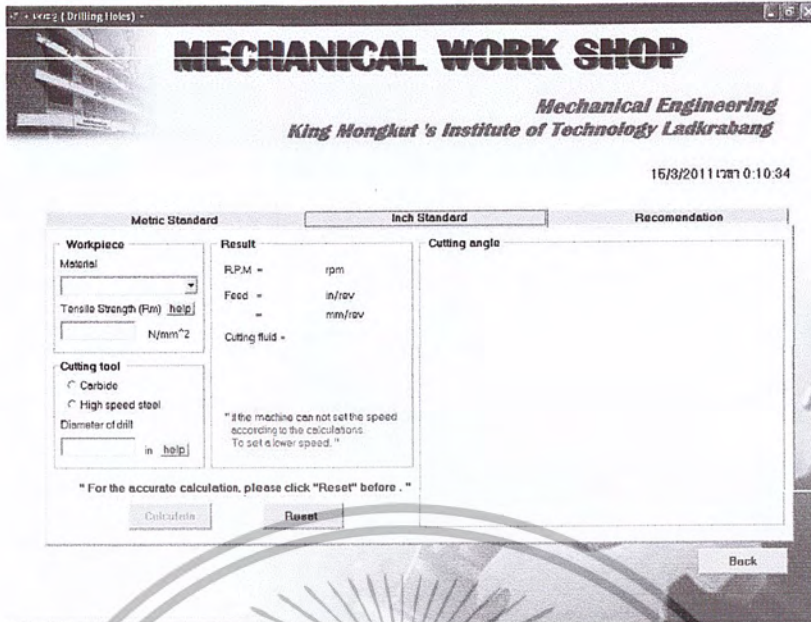 (Drilling Holes) -
MECHANICAL WORK SHOP
Mechanical Engineering
King Mongkut 's Institute of Technology Ladkrabang
15/3/2011 เวลา 0:10:34
Metric Standard
Inch Standard
Recomendation
Workpiece
Material
Tensile Strength (Rm) help
N/mm^2
Cutting tool
Carbide
High speed steel
Diameter of drill
in help
Result
R.P.M = rpm
Feed = in/rev
= mm/rev
Cutting fluid =
" if the machine can not set the speed
according to the calculations.
To set a lower speed. "
Cutting angle
" For the accurate calculation, please click "Reset" before . "
Calculate
Reset
Back